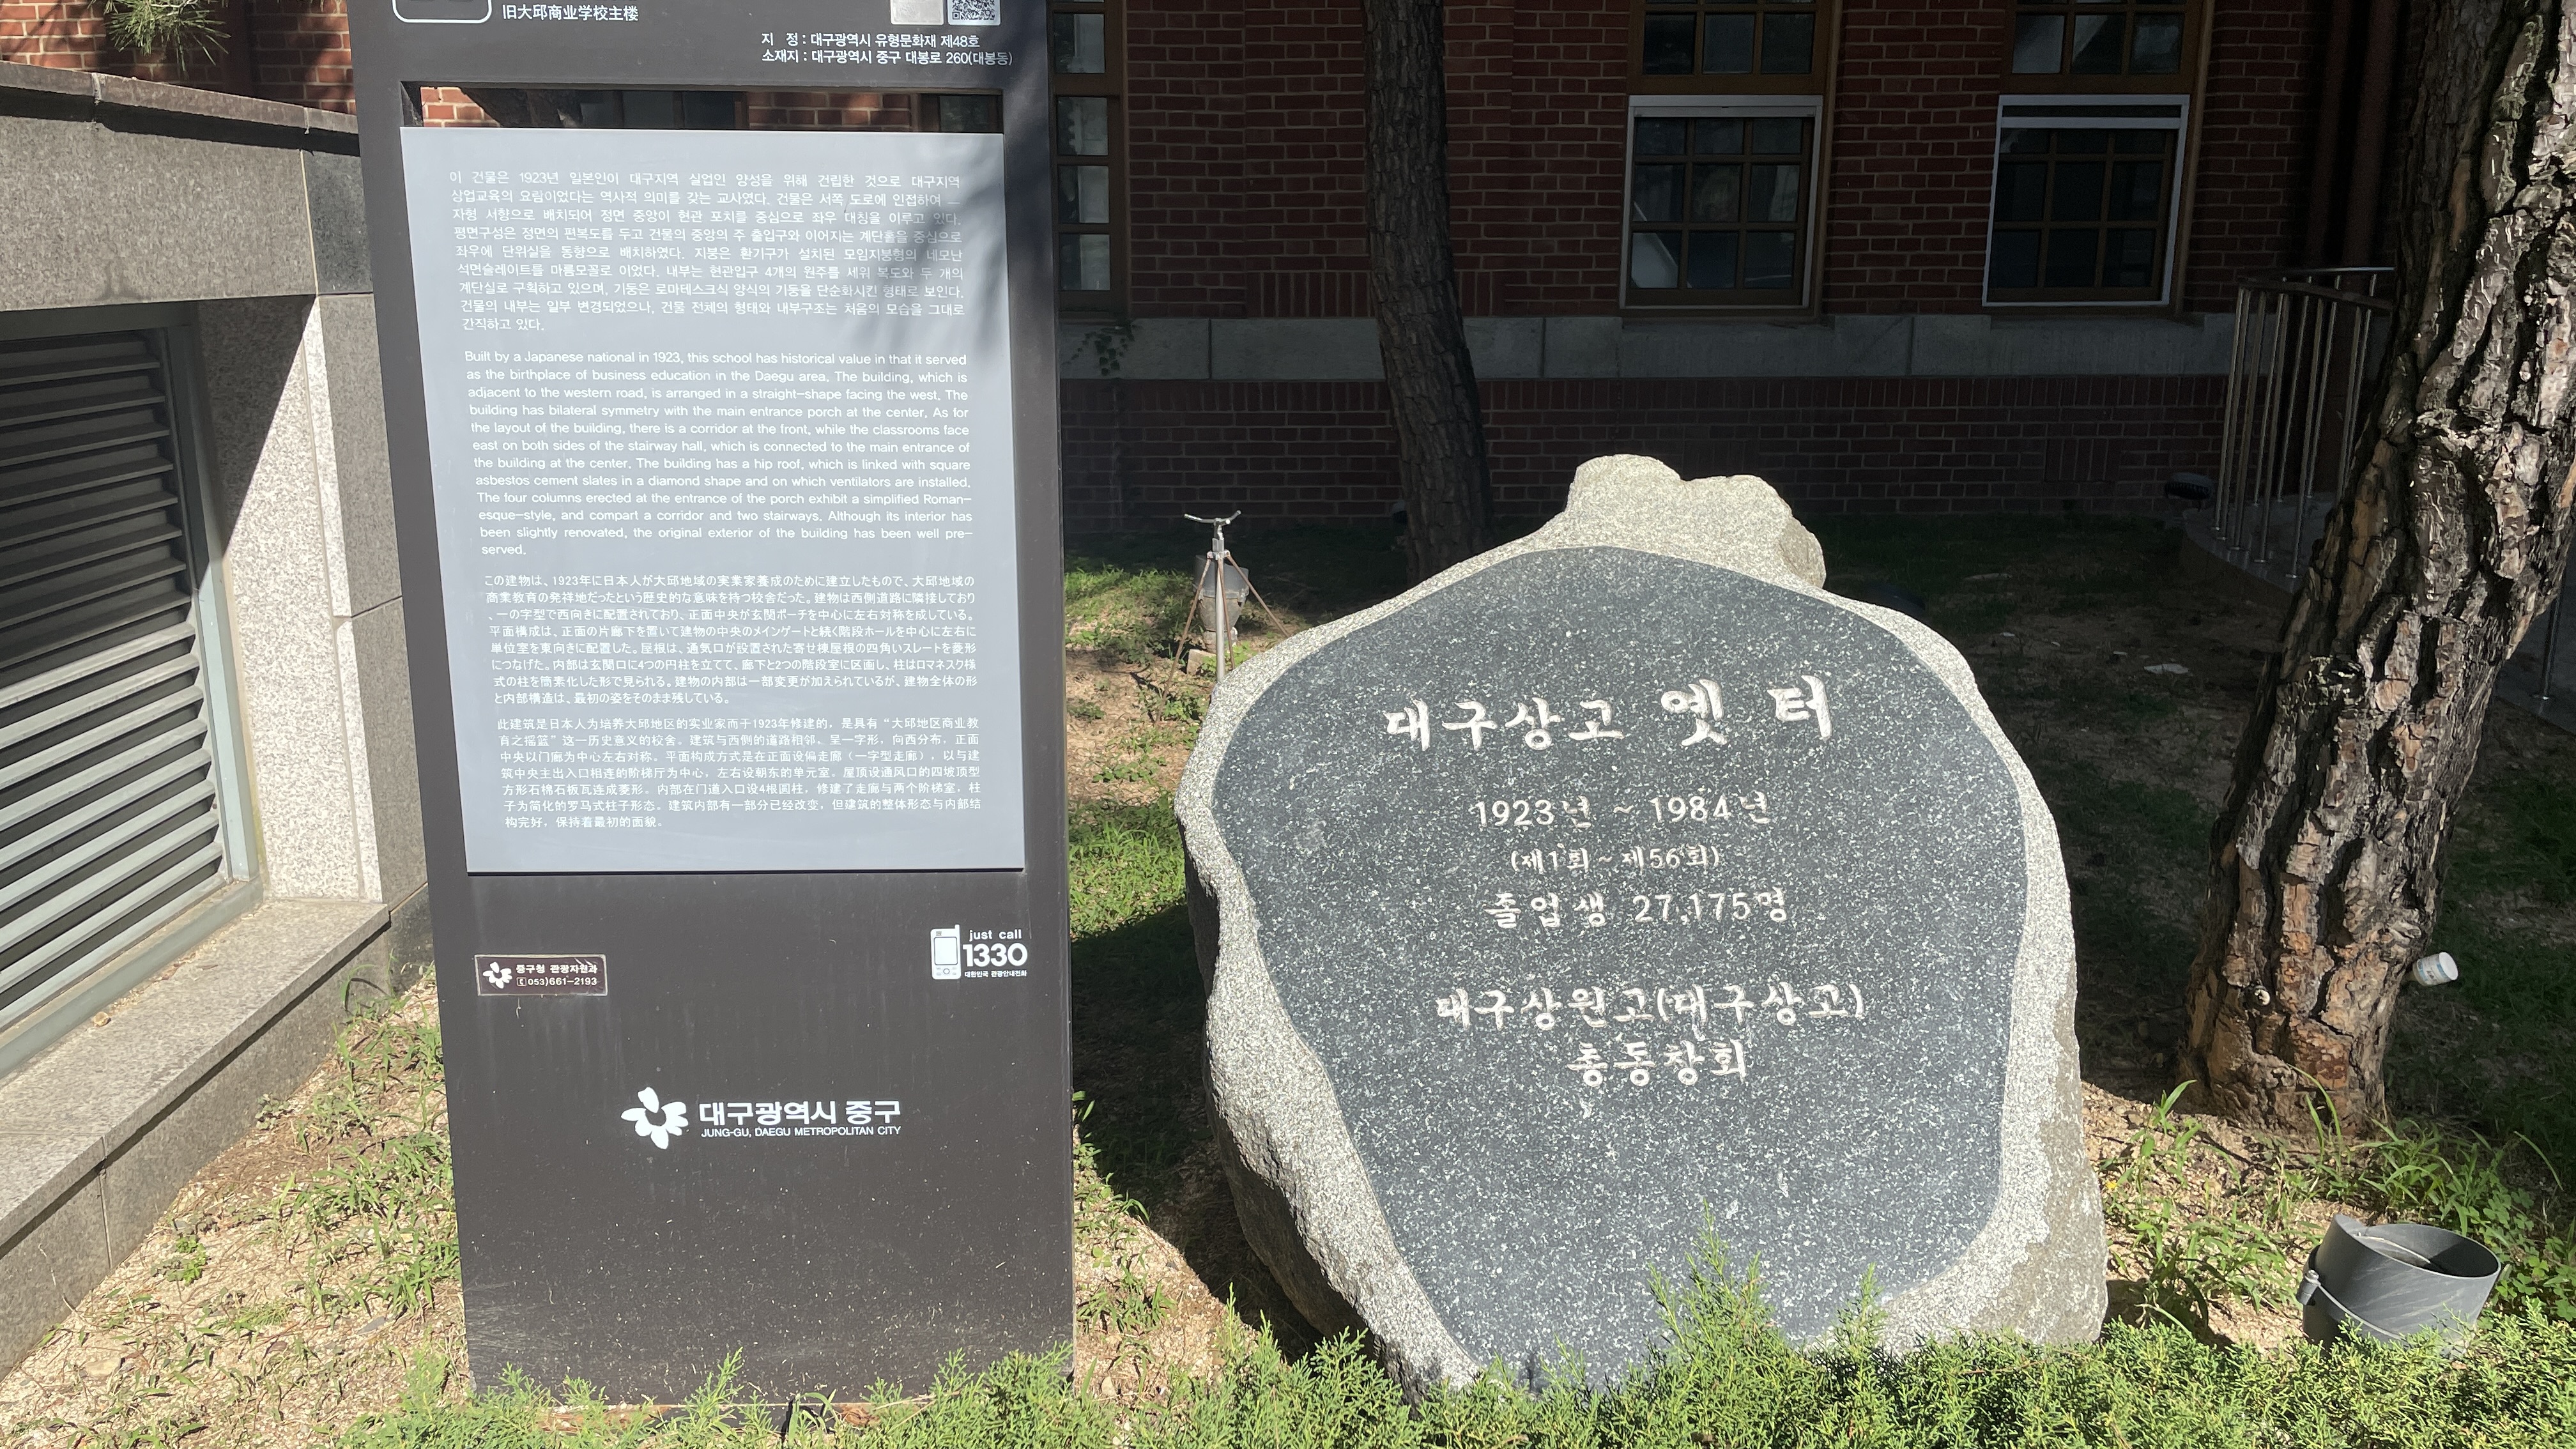 旧大邱商业学校主楼
지 정 : 대구광역시 유형문화재 제48호
소재지 : 대구광역시 중구 대봉로 260(대봉동)
이 건물은 1923년 일본인이 대구지역 실업인 양성을 위해 건립한 것으로 대구지역
상업교육의 요람이었다는 역사적 의미를 갖는 교사였다. 건물은 서쪽 도로에 인접하여 一
자형 서향으로 배치되어 정면 중앙이 현관 포치를 중심으로 좌우 대칭을 이루고 있다.
평면구성은 정면의 편복도를 두고 건물의 중앙의 주 출입구와 이어지는 계단홀을 중심으로
좌우에 단위실을 동향으로 배치하였다. 지붕은 환기구가 설치된 모임지붕형의 네모난
석면슬레이트를 마름모꼴로 이었다. 내부는 현관입구 4개의 원주를 세워 복도와 두 개의
계단실로 구획하고 있으며, 기둥은 로마테스크식 양식의 기둥을 단순화시킨 형태로 보인다.
건물의 내부는 일부 변경되었으나, 건물 전체의 형태와 내부구조는 처음의 모습을 그대로
간직하고 있다.
Built by a Japanese national in 1923, this school has historical value in that it served
as the birthplace of business education in the Daegu area. The building, which is
adjacent to the western road, is arranged in a straight-shape facing the west. The
building has bilateral symmetry with the main entrance porch at the center. As for
the layout of the building, there is a corridor at the front, while the classrooms face
east on both sides of the stairway hall, which is connected to the main entrance of
the building at the center. The building has a hip roof, which is linked with square
asbestos cement slates in a diamond shape and on which ventilators are installed.
The four columns erected at the entrance of the porch exhibit a simplified Roman-
esque-style, and compart a corridor and two stairways. Although its interior has
been slightly renovated, the original exterior of the building has been well pre-
served.
この建物は、1923年に日本人が大邱地域の実業家養成のために建立したもので、大邱地域の
商業教育の発祥地だったという歴史的な意味を持つ校舎だった。建物は西側道路に隣接しており
、一の字型で西向きに配置されており、正面中央が玄関ポーチを中心に左右対称を成している。
平面構成は、正面の片廊下を置いて建物の中央のメインゲートと続く階段ホールを中心に左右に
単位室を東向きに配置した。屋根は、通気口が設置された寄せ棟屋根の四角いスレートを菱形
につなげた。内部は玄関口に4つの円柱を立てて、廊下と2つの階段室に区画し、柱はロマネスク様
式の柱を簡素化した形で見られる。建物の内部は一部変更が加えられているが、建物全体の形
と内部構造は、最初の姿をそのまま残している。
此建筑是日本人为培养大邱地区的实业家而于1923年修建的，是具有“大邱地区商业教
育之摇篮”这一历史意义的校舍。建筑与西侧的道路相邻、呈一字形，向西分布，正面
中央以门廊为中心左右对称。平面构成方式是在正面设偏走廊（一字型走廊），以与建
筑中央主出入口相连的阶梯厅为中心，左右设朝东的单元室。屋顶设通风口的四坡顶型
方形石棉石板瓦连成菱形。内部在门道入口设4根圆柱，修建了走廊与两个阶梯室，柱
子为简化的罗马式柱子形态。建筑内部有一部分已经改变，但建筑的整体形态与内部结
构完好，保持着最初的面貌。
중구청 관광자원과
053)661-2193
just call
1330
대한민국 관광안내전화
대구광역시 중구
JUNG-GU, DAEGU METROPOLITAN CITY
대구상고 옛 터
1923년 ~ 1984년
(제1회 ~ 제56회)
졸업생 27,175명
대구상원고(대구상고)
총동창회